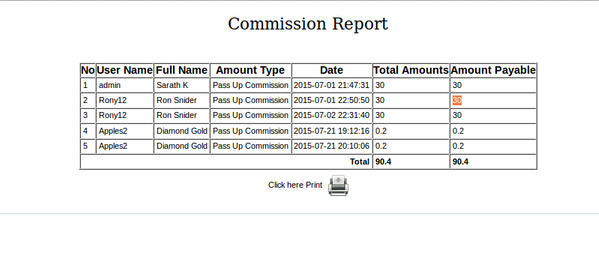 Commission Report
No User Name Full Name Amount Type Date Total Amounts Amount Payable
1 admin Sarath K Pass Up Commission 2015-07-01 21:47:31 30 30
2 Rony12 Ron Snider Pass Up Commission 2015-07-01 22:50:50 30 30
3 Rony12 Ron Snider Pass Up Commission 2015-07-02 22:31:40 30 30
4 Apples2 Diamond Gold Pass Up Commission 2015-07-21 19:12:16 0.2 0.2
5 Apples2 Diamond Gold Pass Up Commission 2015-07-21 20:10:06 0.2 0.2
Total 90.4 90.4
Click here Print